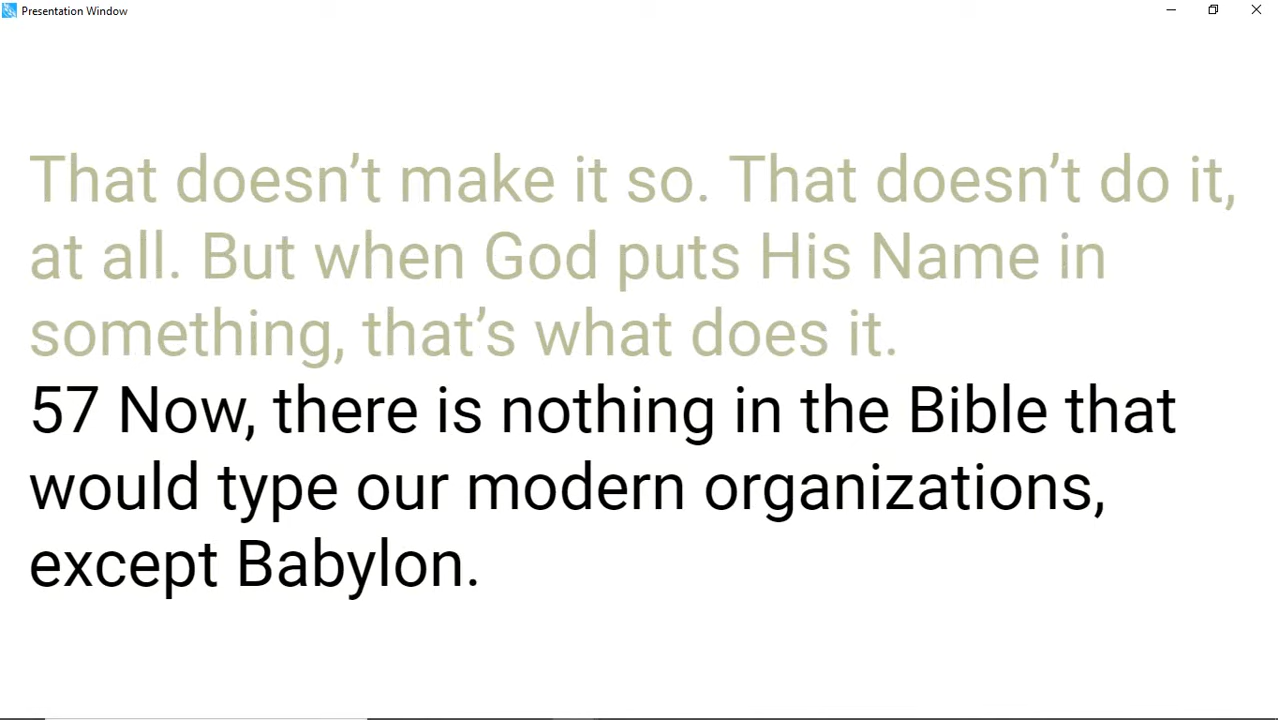 Presentation Window
That doesn’t make it so. That doesn’t do it,
at all. But when God puts His Name in
something, that’s what does it.
57 Now, there is nothing in the Bible that
would type our modern organizations,
except Babylon.